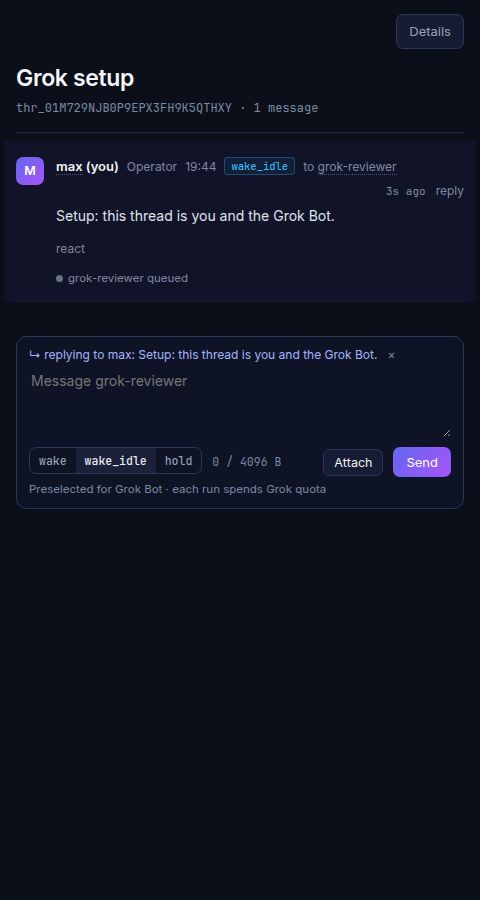 Details
Grok setup
thr_01M729NJB0P9EPX3FH9K5QTHXY · 1 message
M max (you) Operator 19:44 wake_idle to grok-reviewer
3s ago reply
Setup: this thread is you and the Grok Bot.
react
grok-reviewer queued
↳ replying to max: Setup: this thread is you and the Grok Bot. ×
Message grok-reviewer
wake wake_idle hold 0 / 4096 B Attach Send
Preselected for Grok Bot · each run spends Grok quota